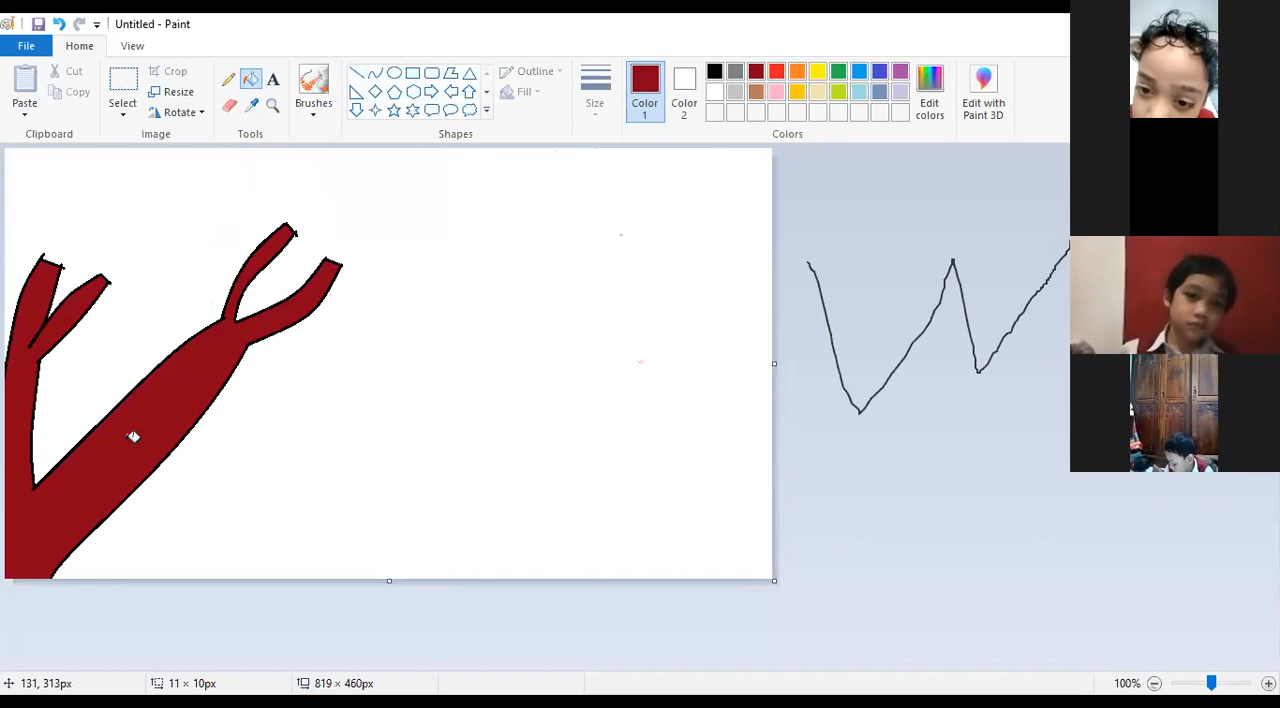 Untitled - Paint
File Home View
Paste
Cut
Copy
Clipboard
Select
Crop
Resize
Rotate
Image
A
Tools
Brushes
Outline
Fill
Shapes
Size
Color 1
Color 2
Edit colors
Colors
Edit with Paint 3D
131, 313px 11 × 10px 819 × 460px 100%